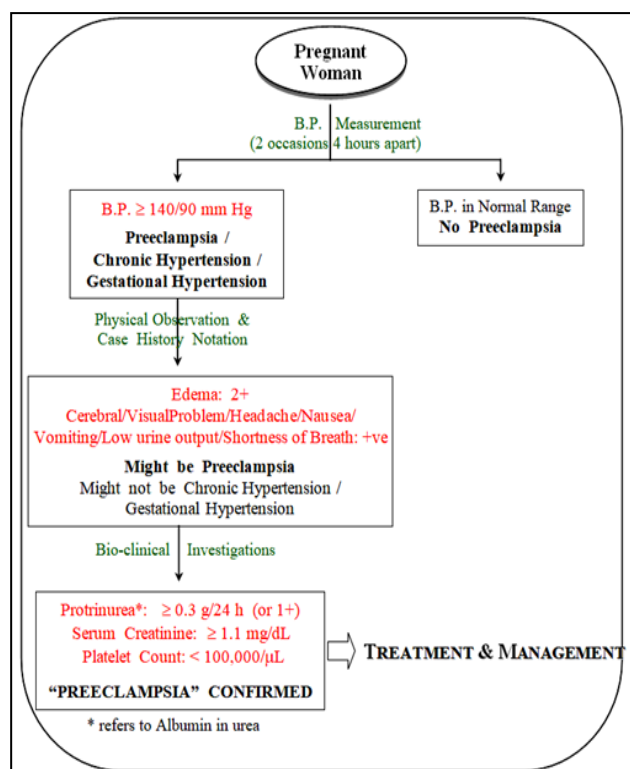 Pregnant
Woman
B.P. Measurement
(2 occasions 4 hours apart)
B.P. ≥ 140/90 mm Hg
Preeclampsia /
Chronic Hypertension /
Gestational Hypertension
B.P. in Normal Range
No Preeclampsia
Physical Observation &
Case History Notation
Edema: 2+
Cerebral/VisualProblem/Headache/Nausea/
Vomiting/Low urine output/Shortness of Breath: +ve
Might be Preeclampsia
Might not be Chronic Hypertension /
Gestational Hypertension
Bio-clinical Investigations
Protrinurea*: ≥ 0.3 g/24 h (or 1+)
Serum Creatinine: ≥ 1.1 mg/dL
Platelet Count: < 100,000/µL
“PREECLAMPSIA” CONFIRMED
TREATMENT & MANAGEMENT
* refers to Albumin in urea